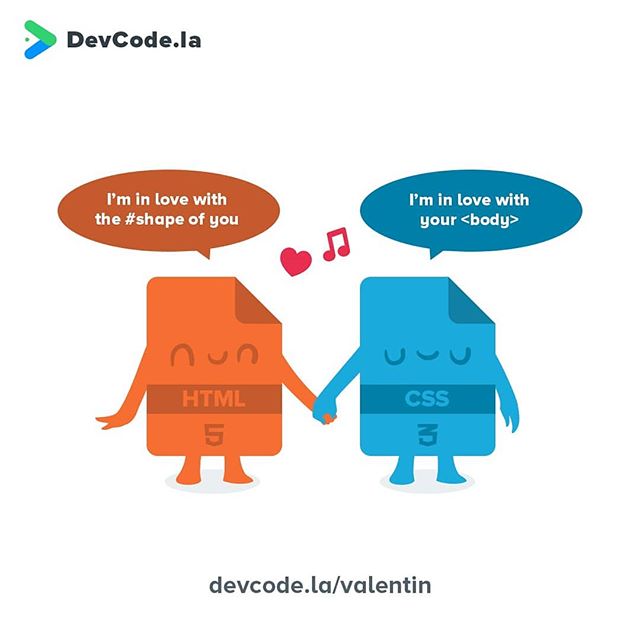 DevCode.la
I'm in love with
the #shape of you
I'm in love with
your <body>
HTML
5
CSS
3
devcode.la/valentin